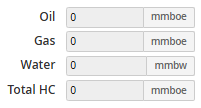 Oil 0 mmboe
Gas 0 mmboe
Water 0 mmbw
Total HC 0 mmboe